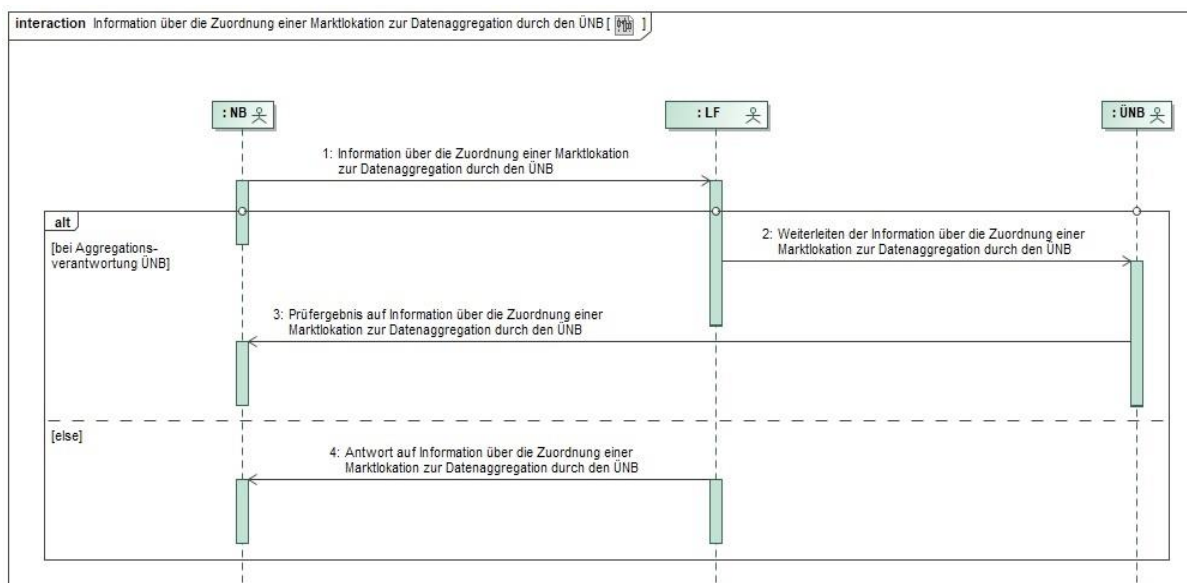 interaction Information über die Zuordnung einer Marktlokation zur Datenaggregation durch den ÜNB [ ]
: NB
: LF
: ÜNB
1: Information über die Zuordnung einer Marktlokation
zur Datenaggregation durch den ÜNB
alt
[bei Aggregations-
verantwortung ÜNB]
2: Weiterleiten der Information über die Zuordnung einer
Marktlokation zur Datenaggregation durch den ÜNB
3: Prüfergebnis auf Information über die Zuordnung einer
Marktlokation zur Datenaggregation durch den ÜNB
[else]
4: Antwort auf Information über die Zuordnung einer
Marktlokation zur Datenaggregation durch den ÜNB